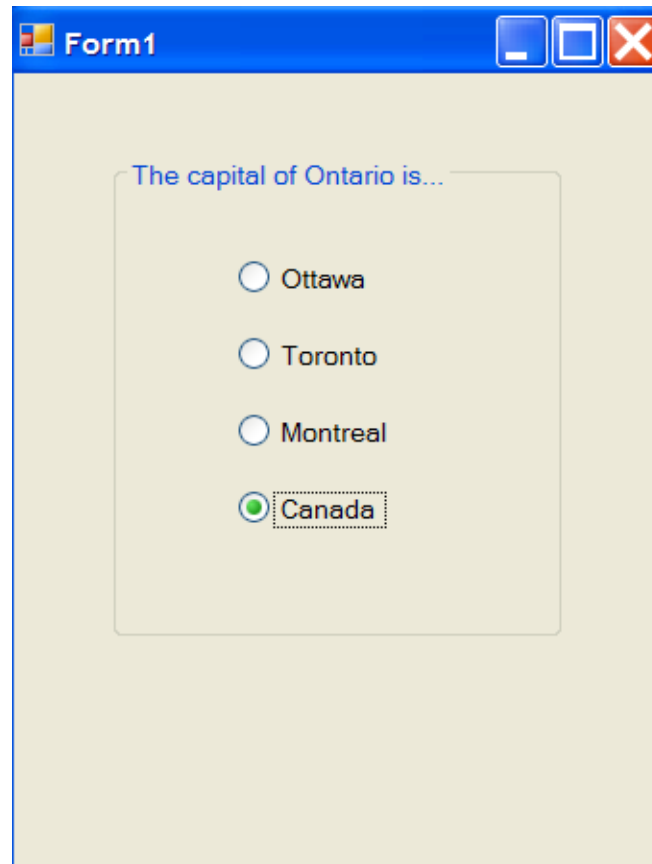 Form1
The capital of Ontario is...
Ottawa
Toronto
Montreal
Canada